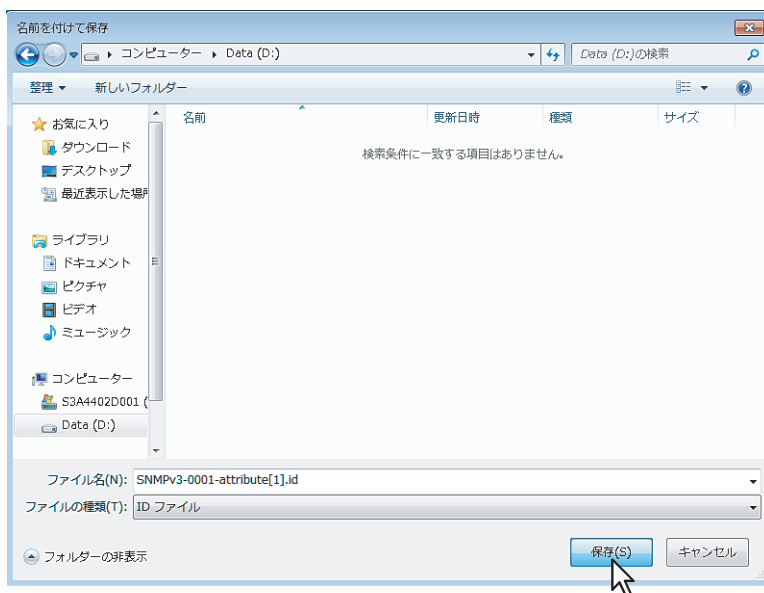 名前を付けて保存
コンピューター Data (D:)
Data (D:)の検索
整理 新しいフォルダー
名前 更新日時 種類 サイズ
検索条件に一致する項目はありません。
お気に入り
ダウンロード
デスクトップ
最近表示した場所
ライブラリ
ドキュメント
ピクチャ
ビデオ
ミュージック
コンピューター
S3A4402D001 (
Data (D:)
ファイル名(N): SNMPv3-0001-attribute[1].id
ファイルの種類(T): ID ファイル
フォルダーの非表示
保存(S) キャンセル